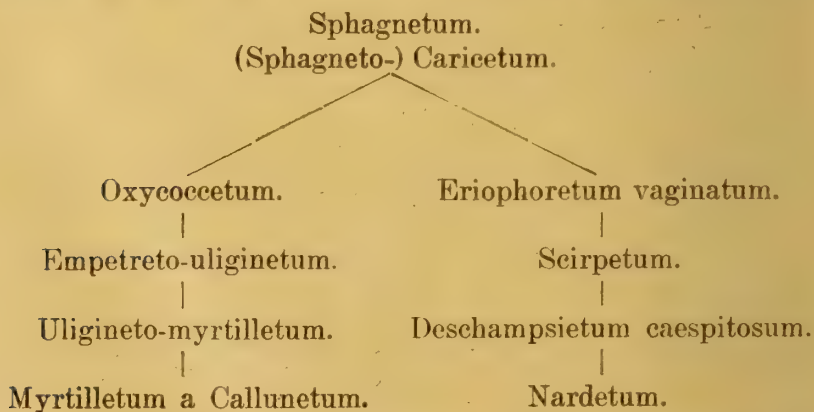 Sphagnetum.
(Sphagneto-) Caricetum.
Oxycoccetum. Eriophoretum vaginatum.
Empetreto-uliginetum. Scirpetum.
Uligineto-myrtilletum. Deschampsietum caespitosum.
Myrtilletum a Callunetum. Nardetum.